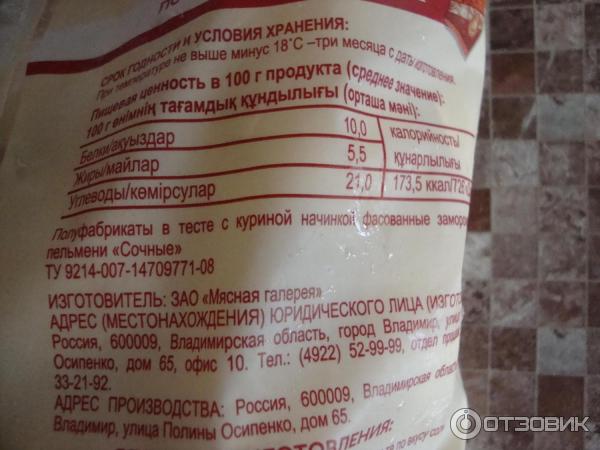 СРОК ГОДНОСТИ И УСЛОВИЯ ХРАНЕНИЯ:
При температуре не выше минус 18°С –три месяца с даты изготовления.
Пищевая ценность в 100 г продукта (среднее значение):
100 г өнімнің тағамдық құндылығы (орташа мәні):
Белки/ақуыздар 10,0 калорийность/
Жиры/майлар 5,5 құнарлылығы
Углеводы/көмірсулар 21,0 173,5 ккал/
Полуфабрикаты в тесте с куриной начинкой фасованные
пельмени «Сочные»
ТУ 9214-007-14709771-08
ИЗГОТОВИТЕЛЬ: ЗАО «Мясная галерея»
АДРЕС (МЕСТОНАХОЖДЕНИЯ) ЮРИДИЧЕСКОГО ЛИЦА
Россия, 600009, Владимирская область, город Владимир,
Осипенко, дом 65, офис 10. Тел.: (4922) 52-99-99, отдел
33-21-92.
АДРЕС ПРОИЗВОДСТВА: Россия, 600009, Владимирская
Владимир, улица Полины Осипенко, дом 65.
по вкусу
ОТЗОВИК